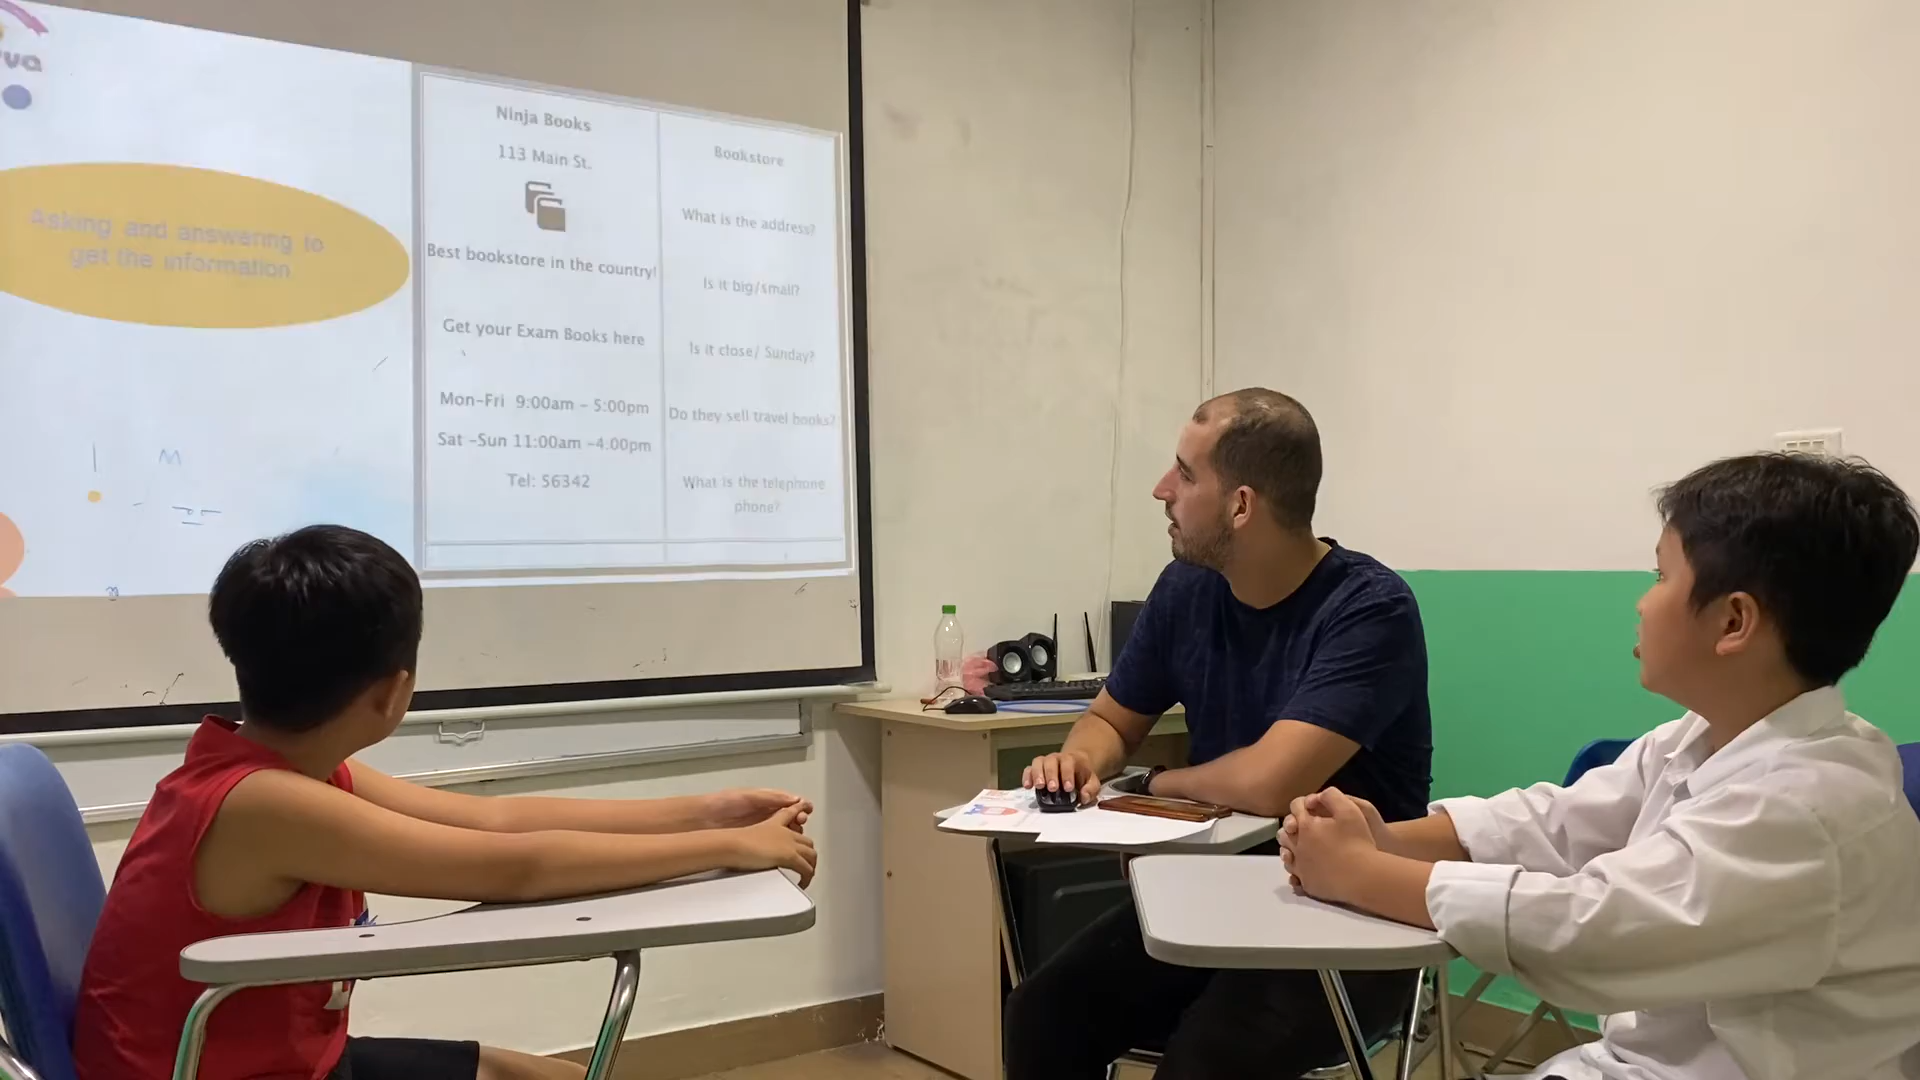 Asking and answering to
get the information
Ninja Books
113 Main St.
Best bookstore in the country!
Get your Exam Books here
Mon-Fri 9:00am - 5:00pm
Sat -Sun 11:00am -4:00pm
Tel: 56342
Bookstore
What is the address?
Is it big/small?
Is it close/ Sunday?
Do they sell travel books?
What is the telephone
phone?